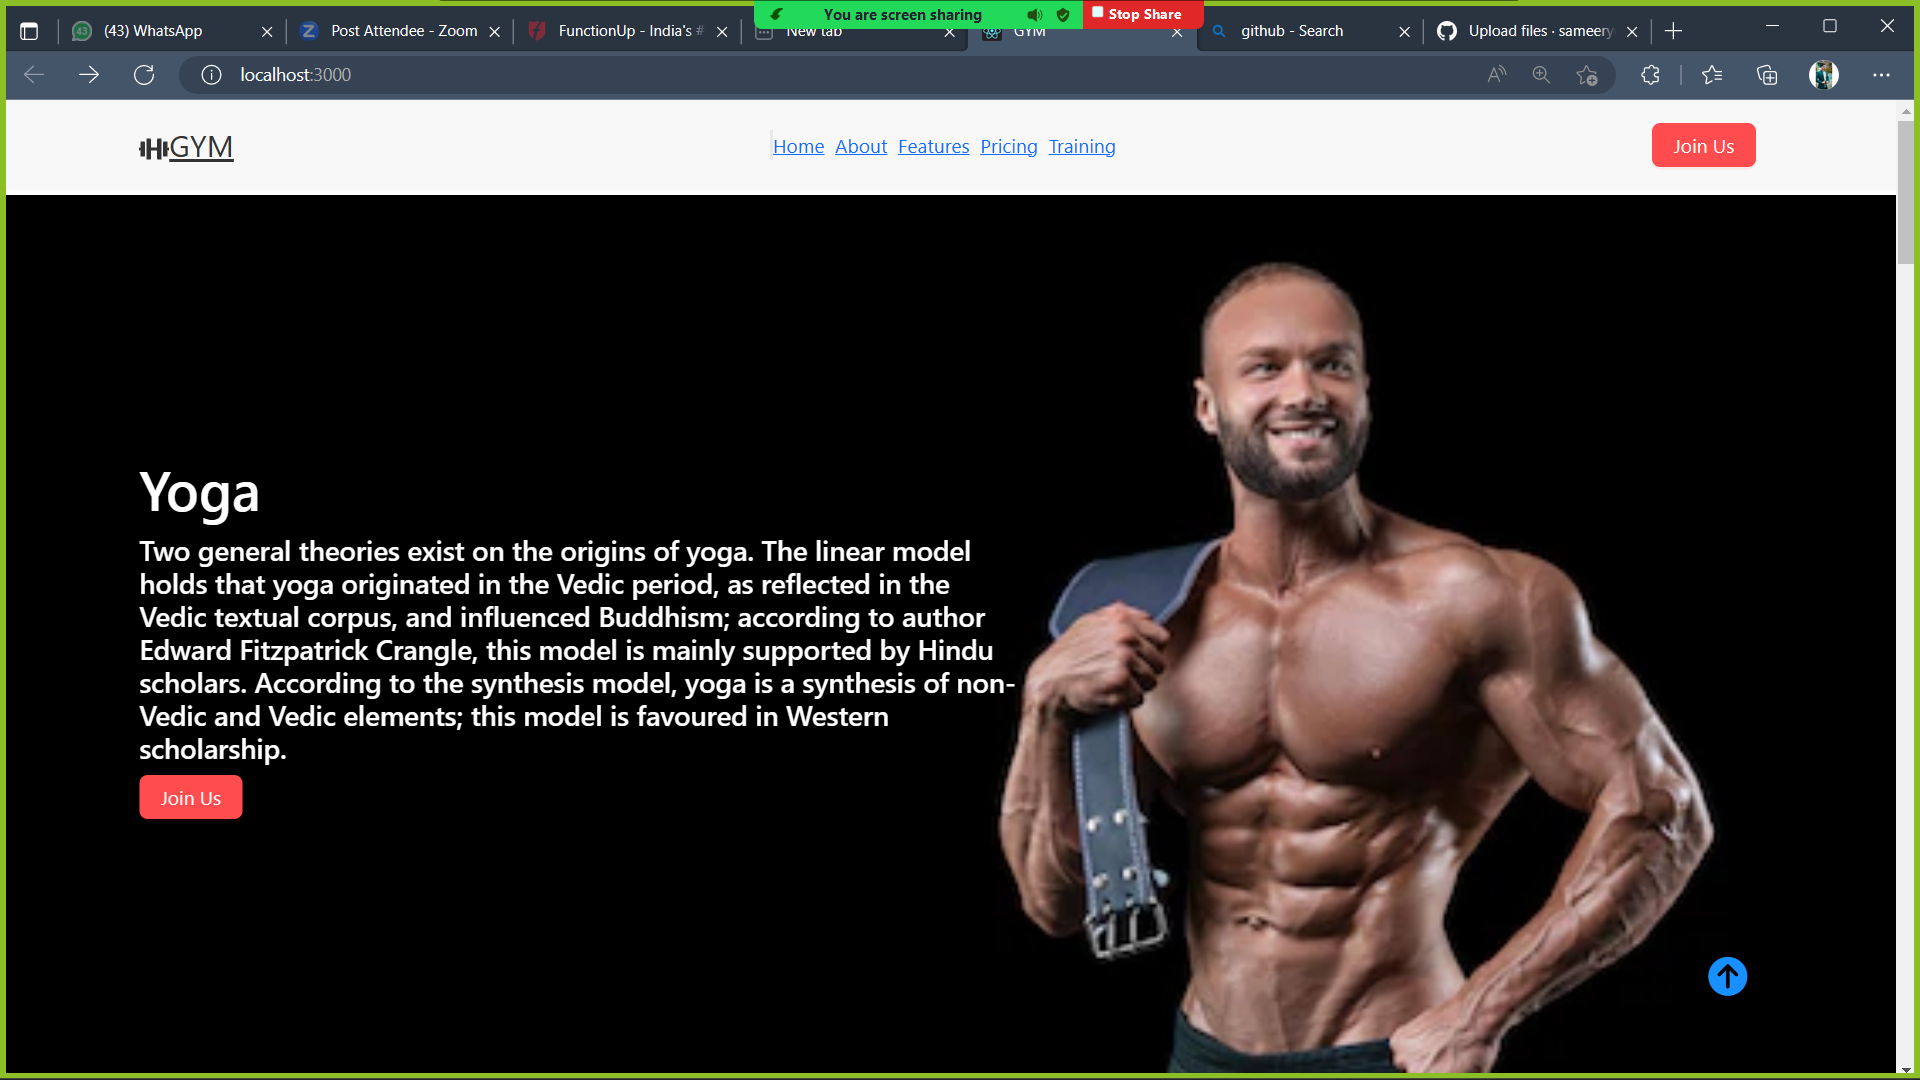 You are screen sharing
Stop Share
43
(43) WhatsApp
Post Attendee - Zoom
FunctionUp - India's #
New tab
GYM
github - Search
Upload files · sameery
localhost:3000
GYM
Home About Features Pricing Training
Join Us
Yoga
Two general theories exist on the origins of yoga. The linear model
holds that yoga originated in the Vedic period, as reflected in the
Vedic textual corpus, and influenced Buddhism; according to author
Edward Fitzpatrick Crangle, this model is mainly supported by Hindu
scholars. According to the synthesis model, yoga is a synthesis of non-
Vedic and Vedic elements; this model is favoured in Western
scholarship.
Join Us